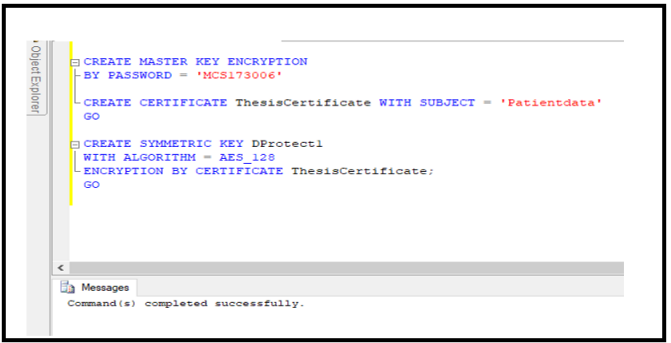 Object Explorer
CREATE MASTER KEY ENCRYPTION
BY PASSWORD = 'MCS173006'
CREATE CERTIFICATE ThesisCertificate WITH SUBJECT = 'Patientdata'
GO
CREATE SYMMETRIC KEY DProtect1
WITH ALGORITHM = AES_128
ENCRYPTION BY CERTIFICATE ThesisCertificate;
GO
Messages
Command(s) completed successfully.